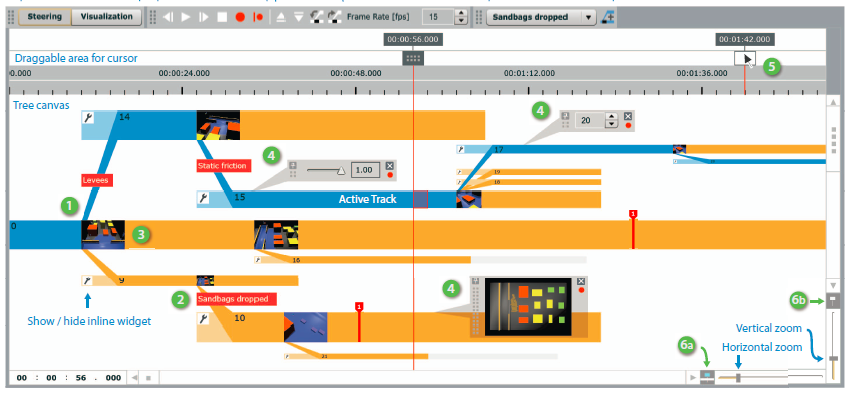 Steering Visualization Frame Rate [fps] 15 Sandbags dropped
00:00:56.000 00:01:42.000
Draggable area for cursor
5
0.000 00:00:24.000 00:00:48.000 00:01:12.000 00:01:36.000
Tree canvas
14 4 20
17
4 Static friction 1.00
Levees 19
18
1 15 Active Track
0 3 1
16
9 4
2 Sandbags dropped 6b
1
Show / hide inline widget 10 Vertical zoom
6a Horizontal zoom
00 : 00 : 56 . 000